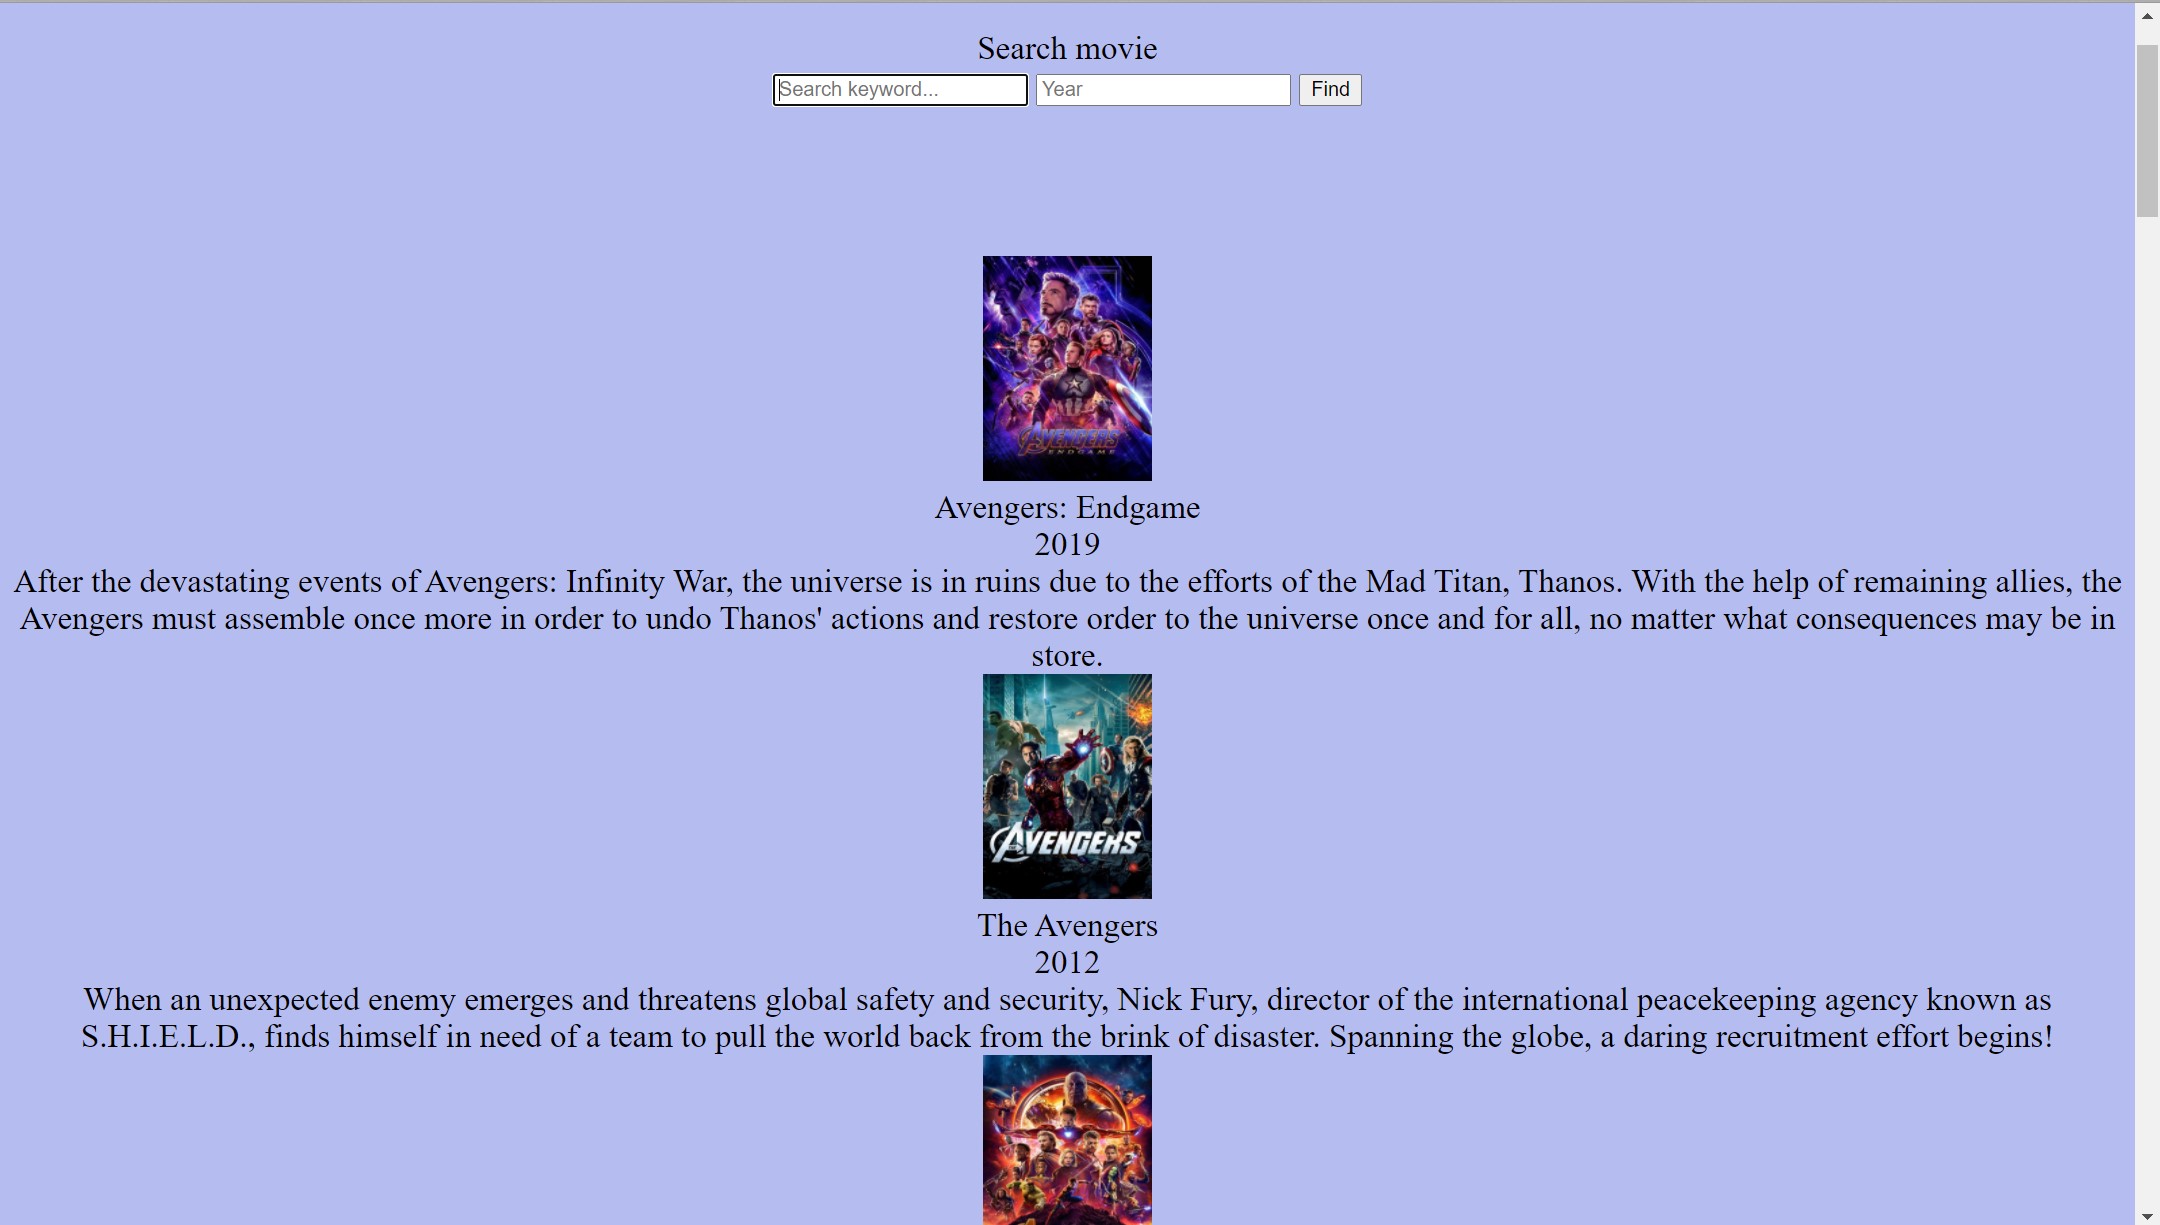 Search movie
Search keyword... Year Find
AVENGERS
ENDGAME
Avengers: Endgame
2019
After the devastating events of Avengers: Infinity War, the universe is in ruins due to the efforts of the Mad Titan, Thanos. With the help of remaining allies, the
Avengers must assemble once more in order to undo Thanos' actions and restore order to the universe once and for all, no matter what consequences may be in
store.
AVENGERS
The Avengers
2012
When an unexpected enemy emerges and threatens global safety and security, Nick Fury, director of the international peacekeeping agency known as
S.H.I.E.L.D., finds himself in need of a team to pull the world back from the brink of disaster. Spanning the globe, a daring recruitment effort begins!